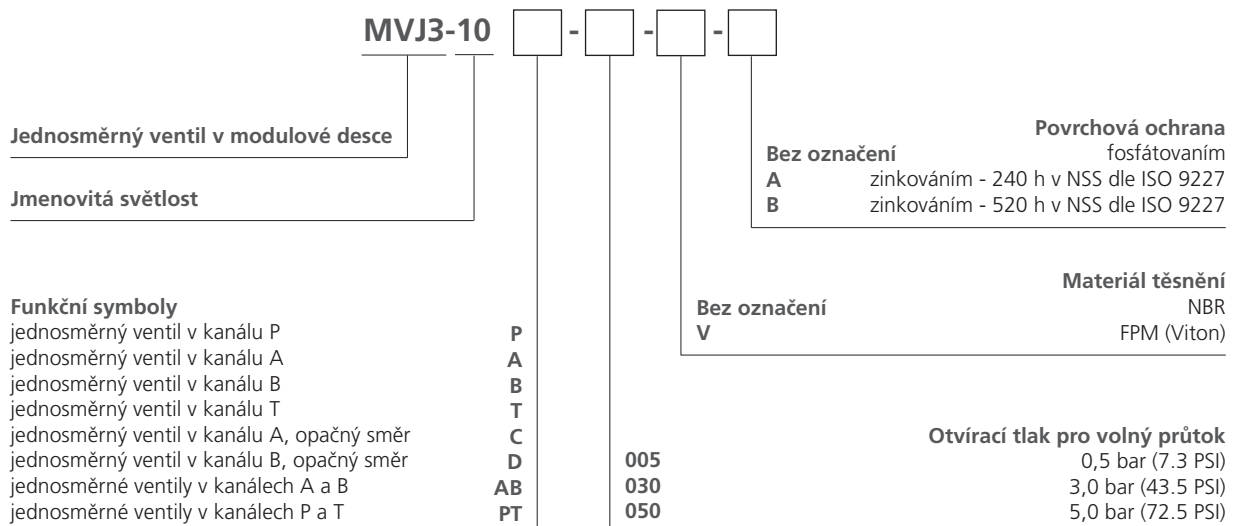 MVJ3-10 - - -
Jednosměrný ventil v modulové desce
Jmenovitá světlost
Povrchová ochrana
Bez označení fosfátovaním
A zinkováním - 240 h v NSS dle ISO 9227
B zinkováním - 520 h v NSS dle ISO 9227
Materiál těsnění
Bez označení NBR
V FPM (Viton)
Funkční symboly
jednosměrný ventil v kanálu P P
jednosměrný ventil v kanálu A A
jednosměrný ventil v kanálu B B
jednosměrný ventil v kanálu T T
jednosměrný ventil v kanálu A, opačný směr C
jednosměrný ventil v kanálu B, opačný směr D
jednosměrné ventily v kanálech A a B AB
jednosměrné ventily v kanálech P a T PT
Otvírací tlak pro volný průtok
005 0,5 bar (7.3 PSI)
030 3,0 bar (43.5 PSI)
050 5,0 bar (72.5 PSI)